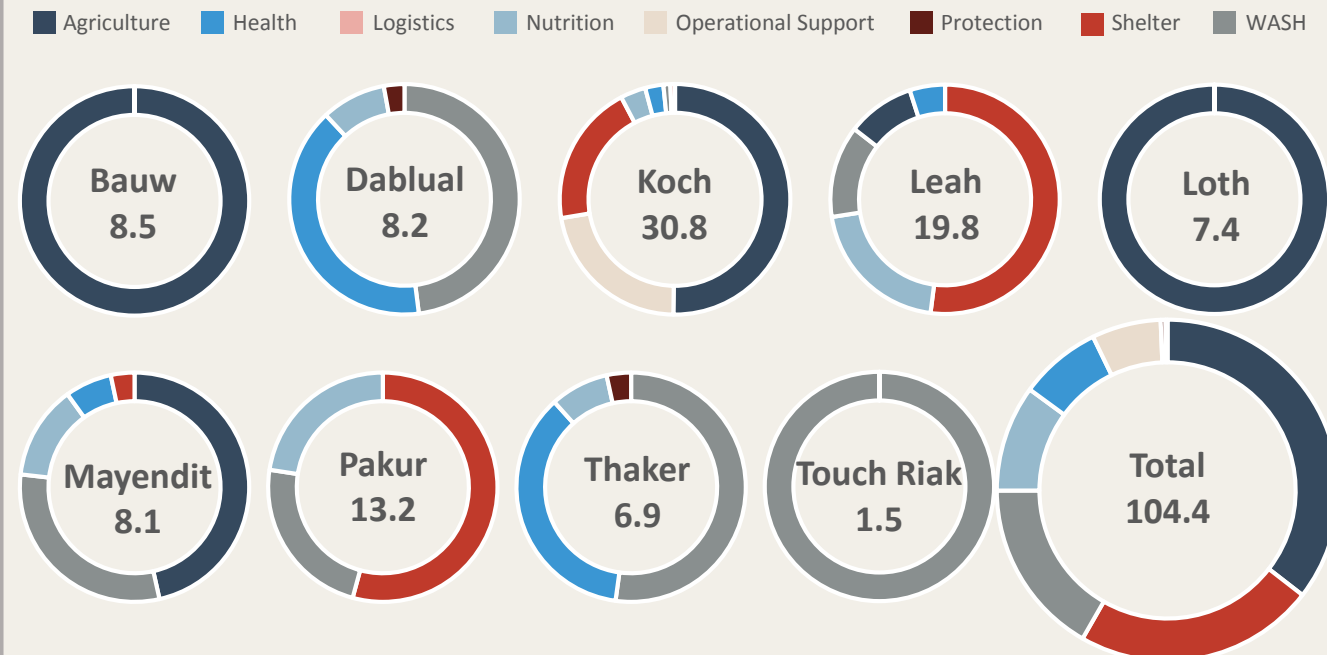 Agriculture Health Logistics Nutrition Operational Support Protection Shelter WASH
Bauw
8.5
Dablual
8.2
Koch
30.8
Leah
19.8
Loth
7.4
Mayendit
8.1
Pakur
13.2
Thaker
6.9
Touch Riak
1.5
Total
104.4